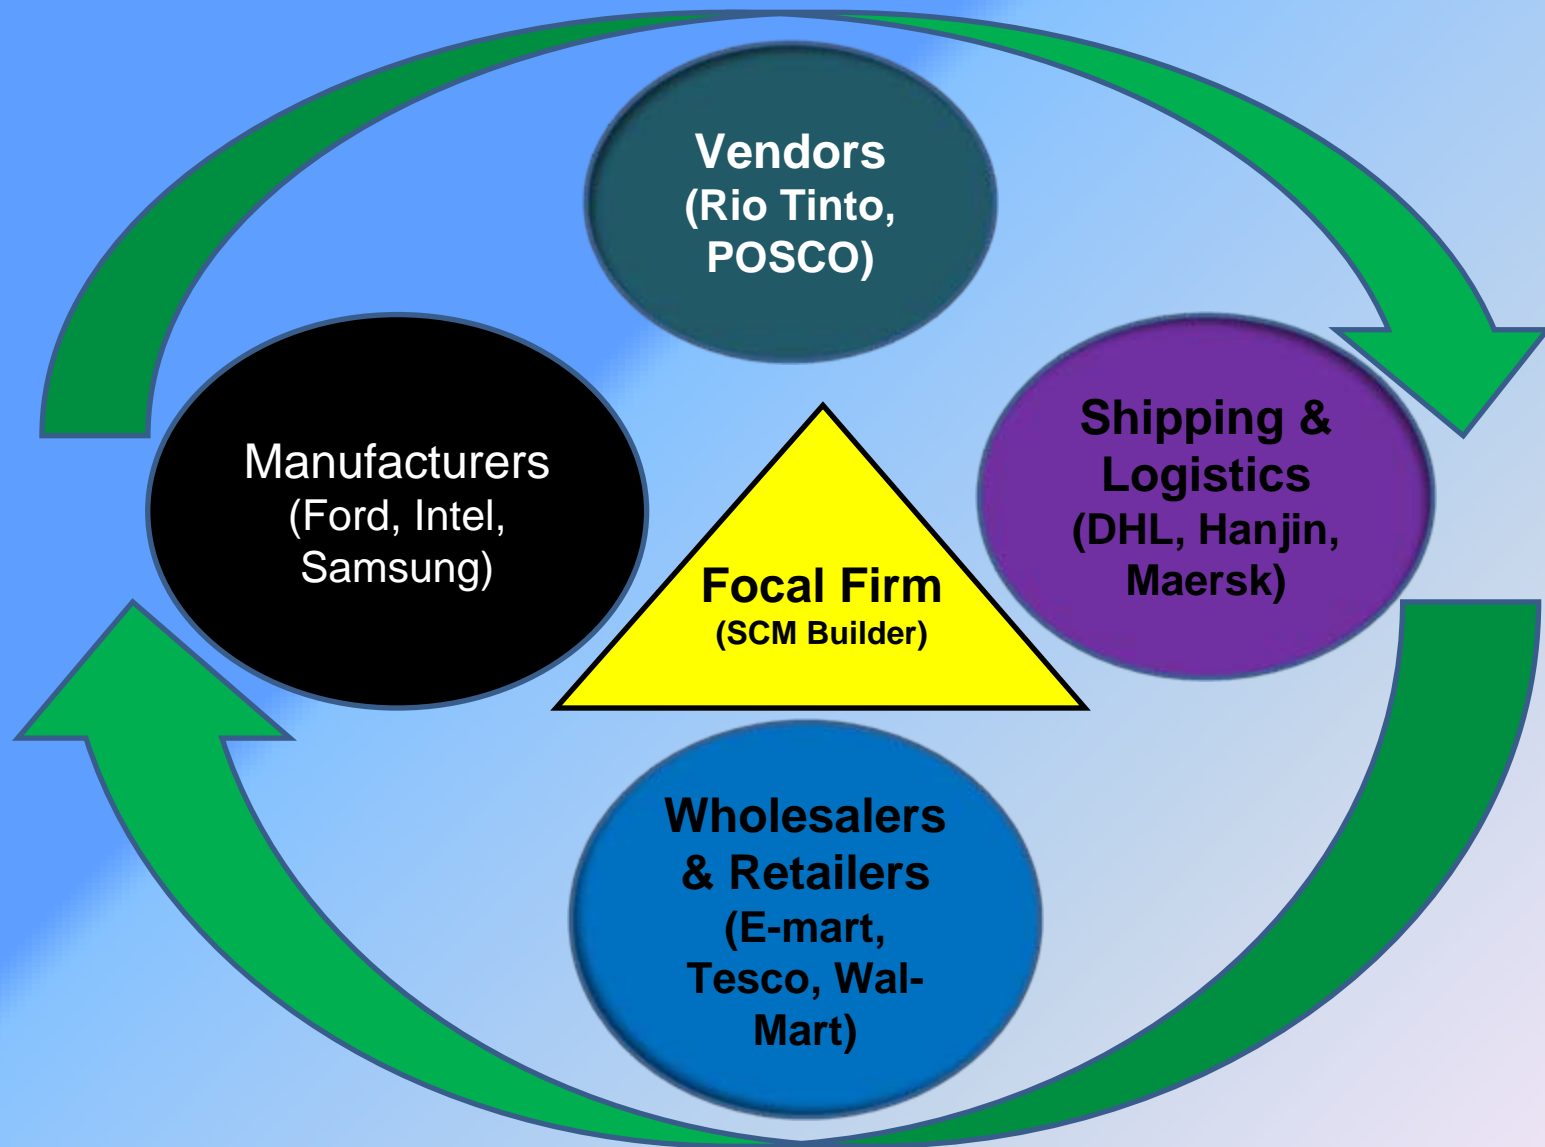 Vendors
(Rio Tinto,
POSCO)
Manufacturers
(Ford, Intel,
Samsung)
Shipping &
Logistics
(DHL, Hanjin,
Maersk)
Focal Firm
(SCM Builder)
Wholesalers
& Retailers
(E-mart,
Tesco, Wal-
Mart)